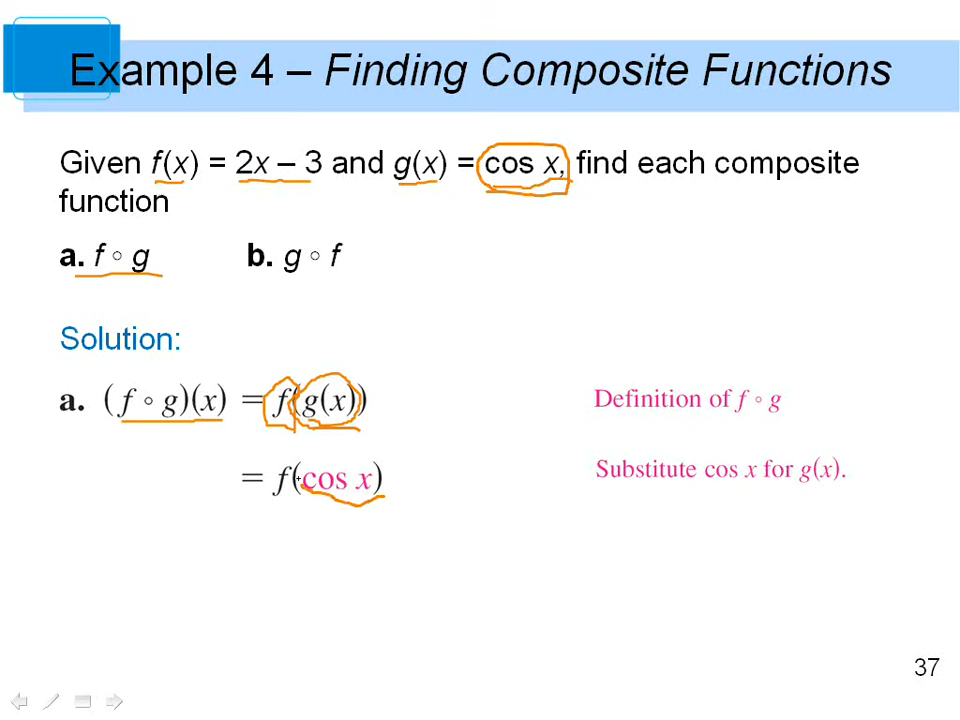 Example 4 – Finding Composite Functions
Given f(x) = 2x – 3 and g(x) = cos x, find each composite
function
a. f ∘ g b. g ∘ f
Solution:
a. (f ∘ g)(x) = f(g(x)) Definition of f ∘ g
= f(cos x) Substitute cos x for g(x).
37